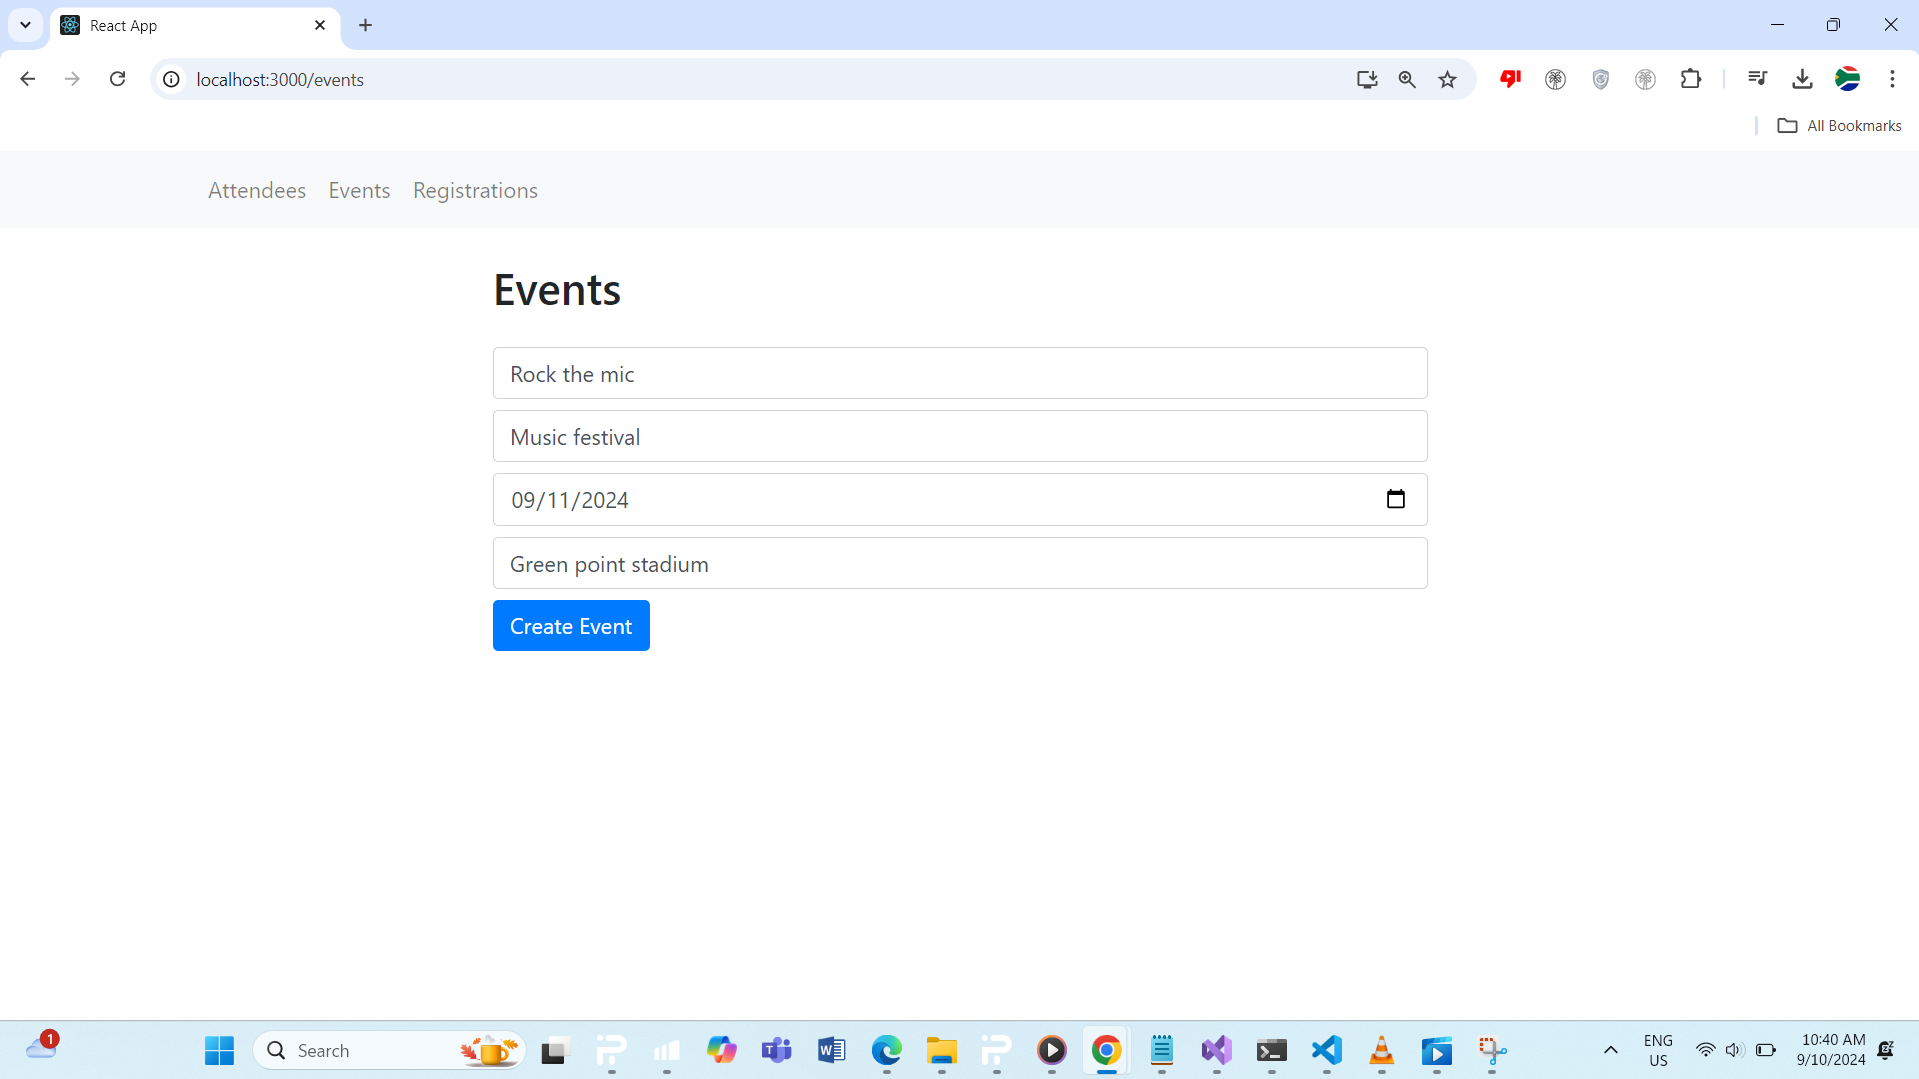 React App
localhost:3000/events
All Bookmarks
Attendees Events Registrations
Events
Rock the mic
Music festival
09/11/2024
Green point stadium
Create Event
1
Search
ENG
US
10:40 AM
9/10/2024